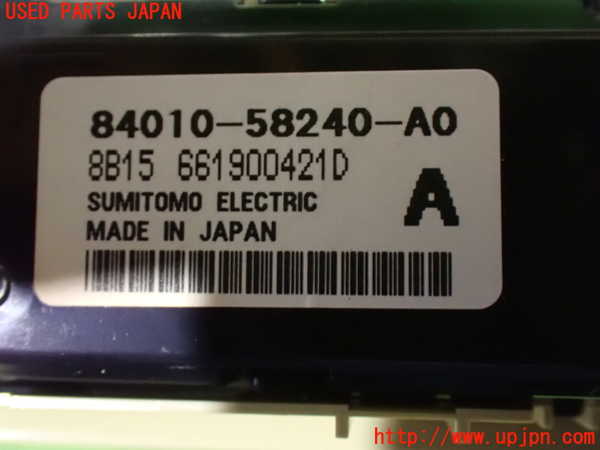 USED PARTS JAPAN
84010-58240-A0
8B15 661900421D
SUMITOMO ELECTRIC
MADE IN JAPAN
A
http://www.upjpn.com/